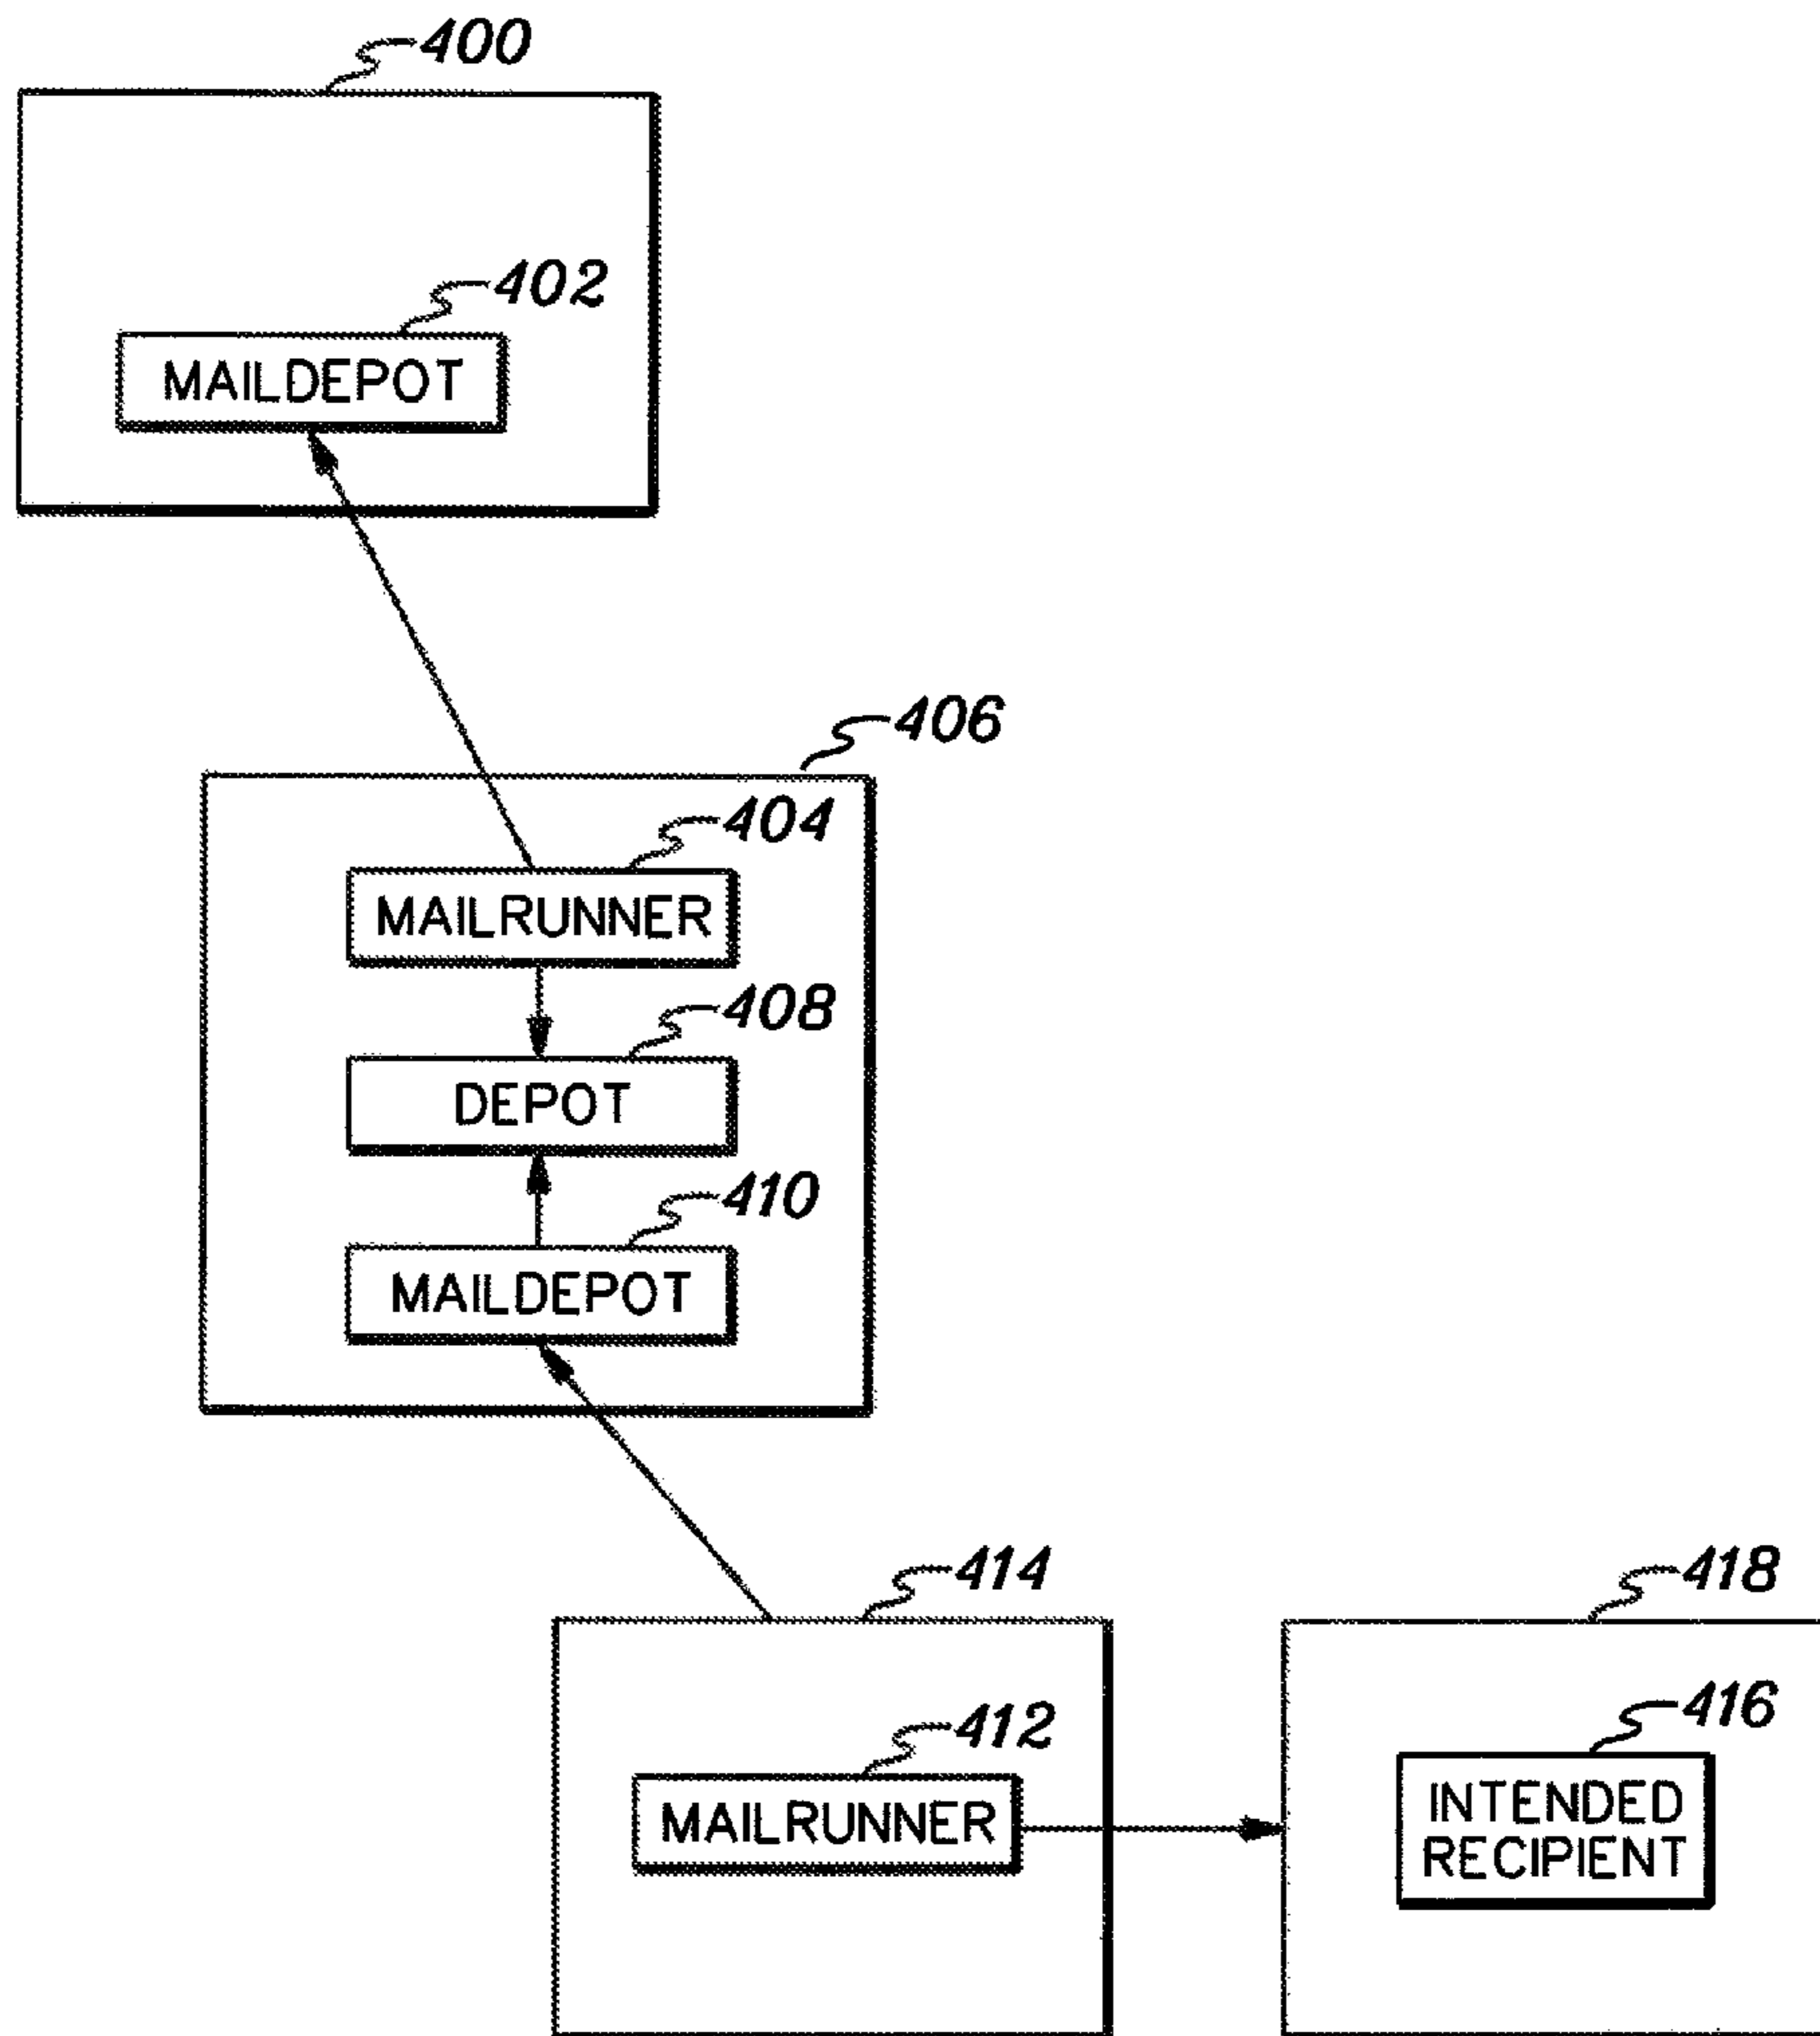 400
402
MAILDEPOT
406
404
MAILRUNNER
408
DEPOT
410
MAILDEPOT
414
418
412
416
MAILRUNNER
INTENDED
RECIPIENT